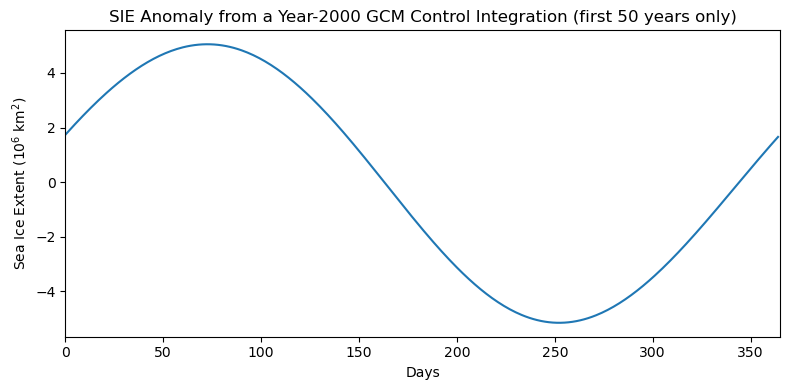 SIE Anomaly from a Year-2000 GCM Control Integration (first 50 years only)
Sea Ice Extent (10⁶ km²)
4
2
0
−2
−4
0 50 100 150 200 250 300 350
Days